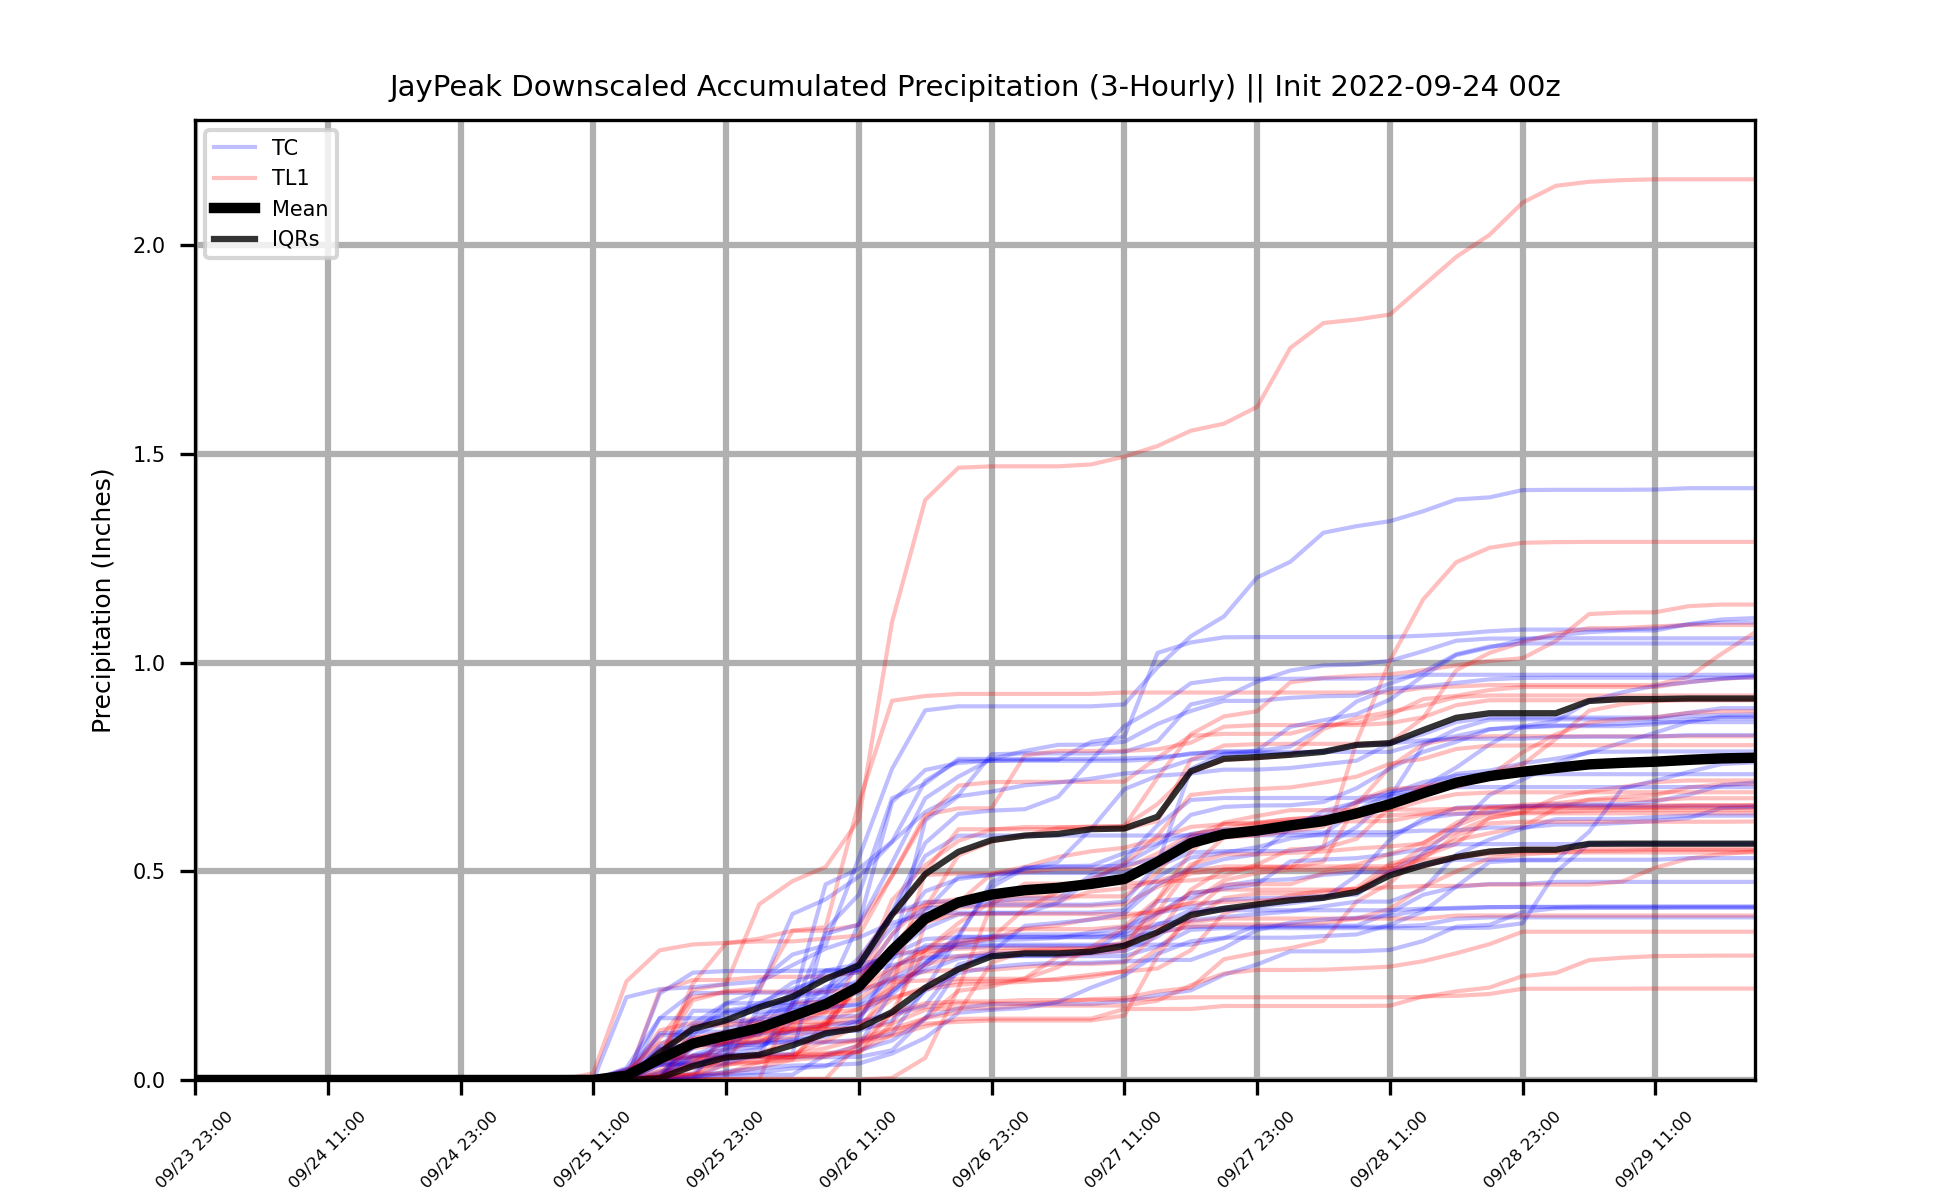 JayPeak Downscaled Accumulated Precipitation (3-Hourly) || Init 2022-09-24 00z
TC
TL1
Mean
IQRs
Precipitation (Inches)
2.0
1.5
1.0
0.5
0.0
09/23 23:00
09/24 11:00
09/24 23:00
09/25 11:00
09/25 23:00
09/26 11:00
09/26 23:00
09/27 11:00
09/27 23:00
09/28 11:00
09/28 23:00
09/29 11:00